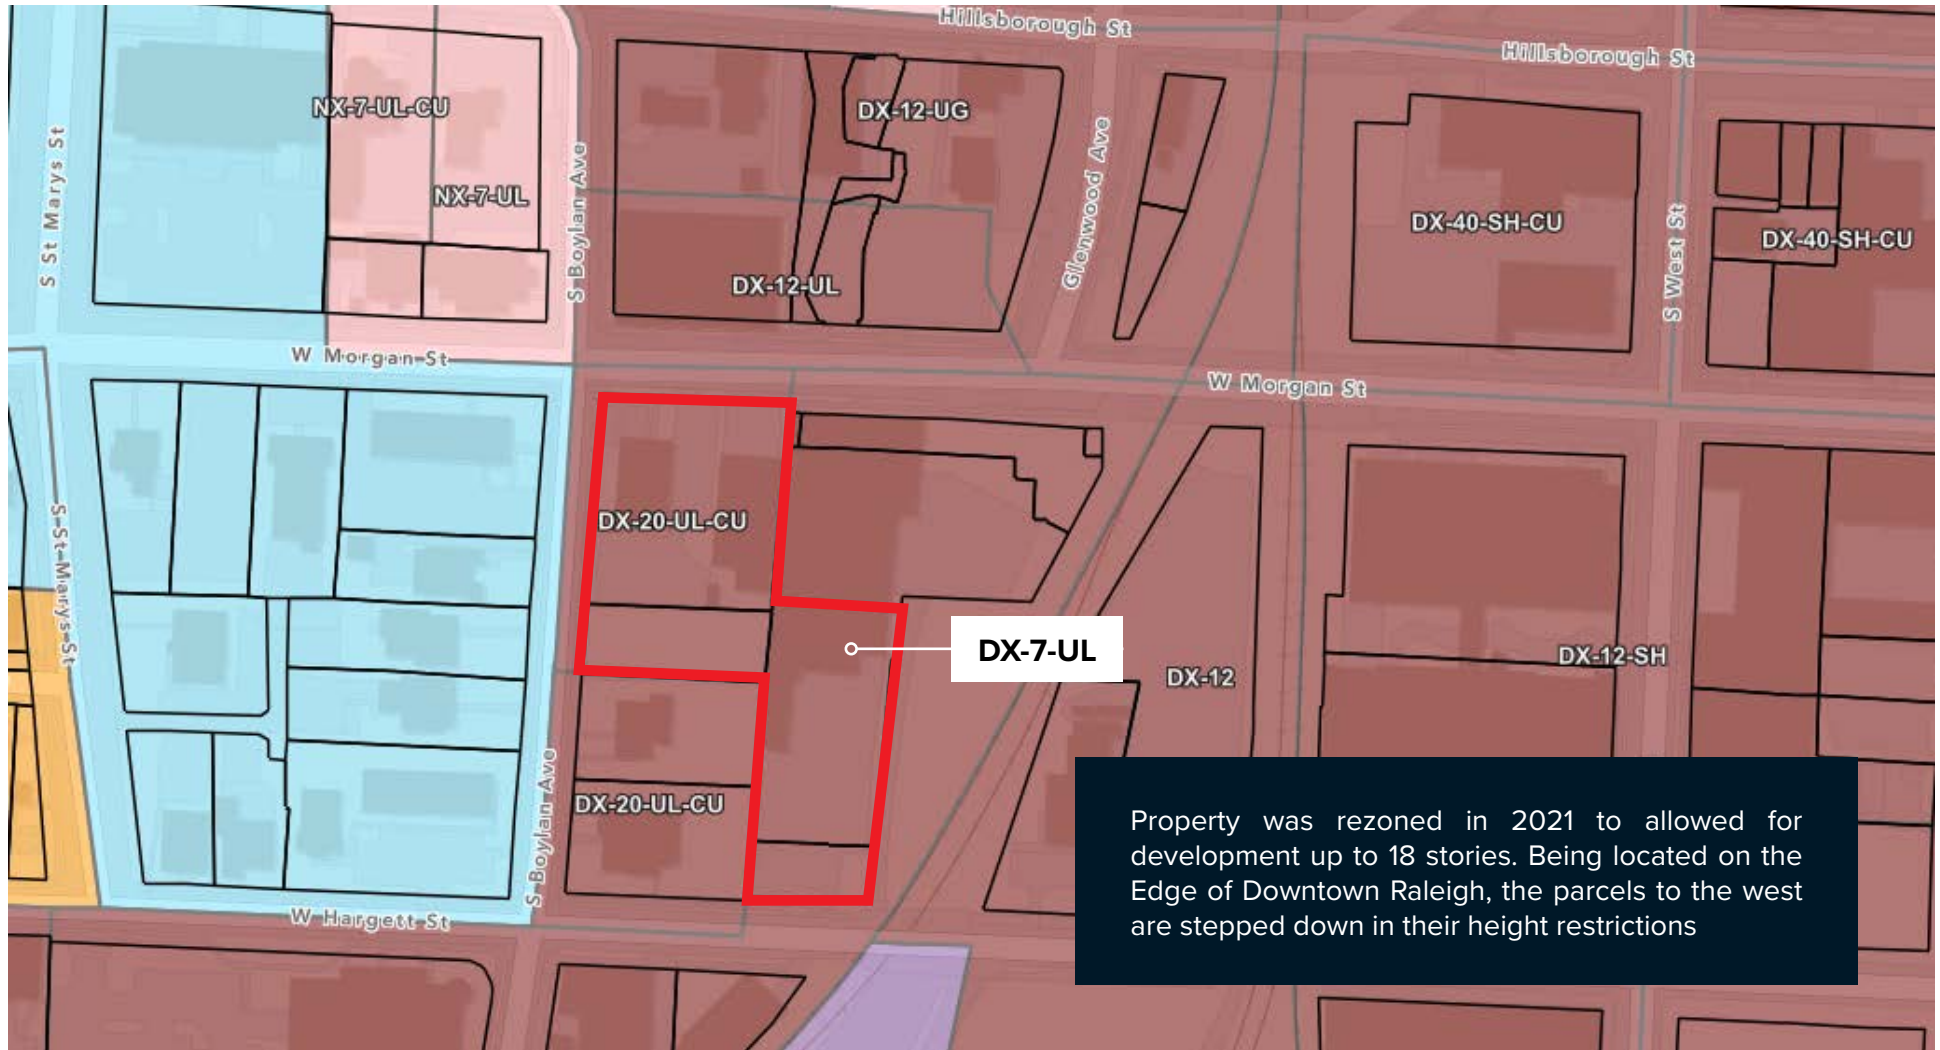 Hillsborough St
Hillsborough St
NX-7-UL-CU
DX-12-UG
S St Marys St
S Boylan Ave
Glenwood Ave
NX-7-UL
DX-40-SH-CU
S West St
DX-40-SH-CU
DX-12-UL
W Morgan St
W Morgan St
DX-20-UL-CU
S St Marys St
DX-7-UL
DX-12
DX-12-SH
S Boylan Ave
DX-20-UL-CU
W Hargett St
Property was rezoned in 2021 to allowed for
development up to 18 stories. Being located on the
Edge of Downtown Raleigh, the parcels to the west
are stepped down in their height restrictions